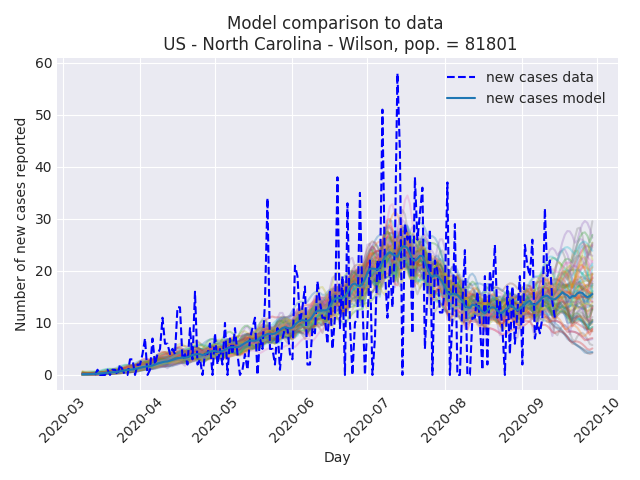 Model comparison to data
US - North Carolina - Wilson, pop. = 81801
new cases data
new cases model
Number of new cases reported
60
50
40
30
20
10
0
2020-03
2020-04
2020-05
2020-06
2020-07
2020-08
2020-09
2020-10
Day